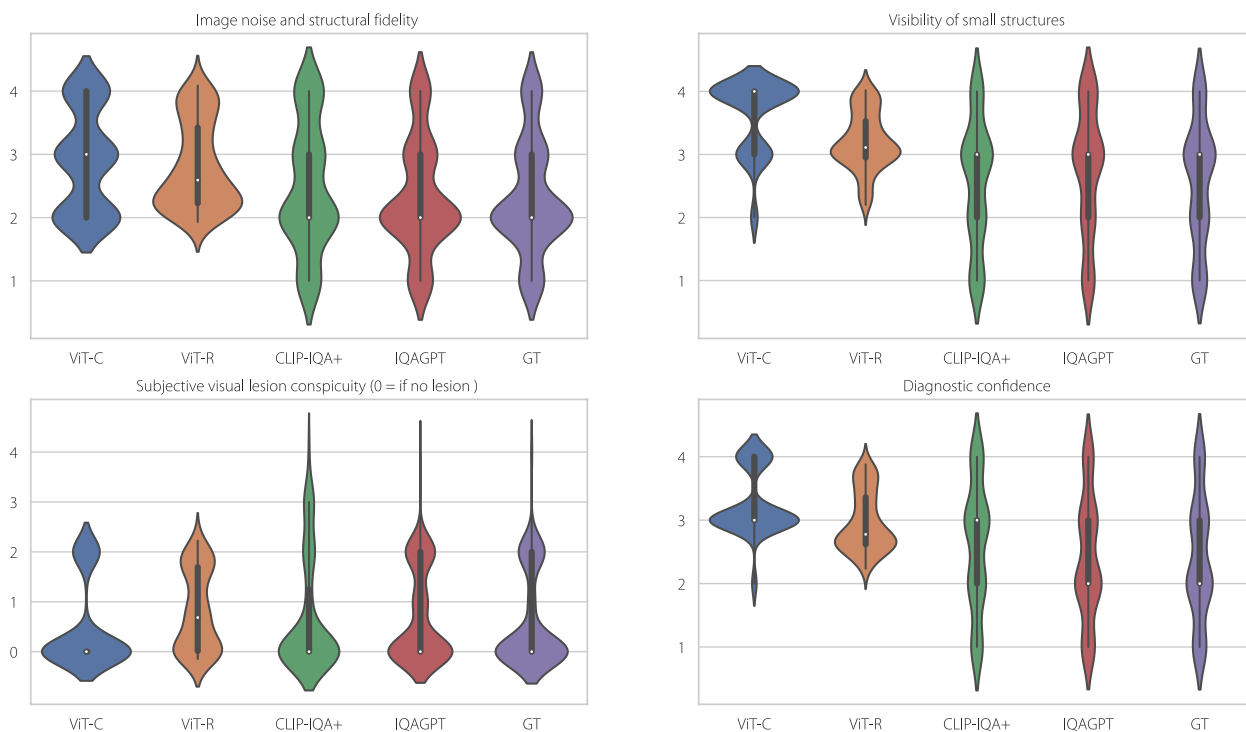 Image noise and structural fidelity
4
3
2
1
ViT-C ViT-R CLIP-IQA+ IQAGPT GT
Visibility of small structures
4
3
2
1
ViT-C ViT-R CLIP-IQA+ IQAGPT GT
Subjective visual lesion conspicuity (0 = if no lesion )
4
3
2
1
0
ViT-C ViT-R CLIP-IQA+ IQAGPT GT
Diagnostic confidence
4
3
2
1
ViT-C ViT-R CLIP-IQA+ IQAGPT GT